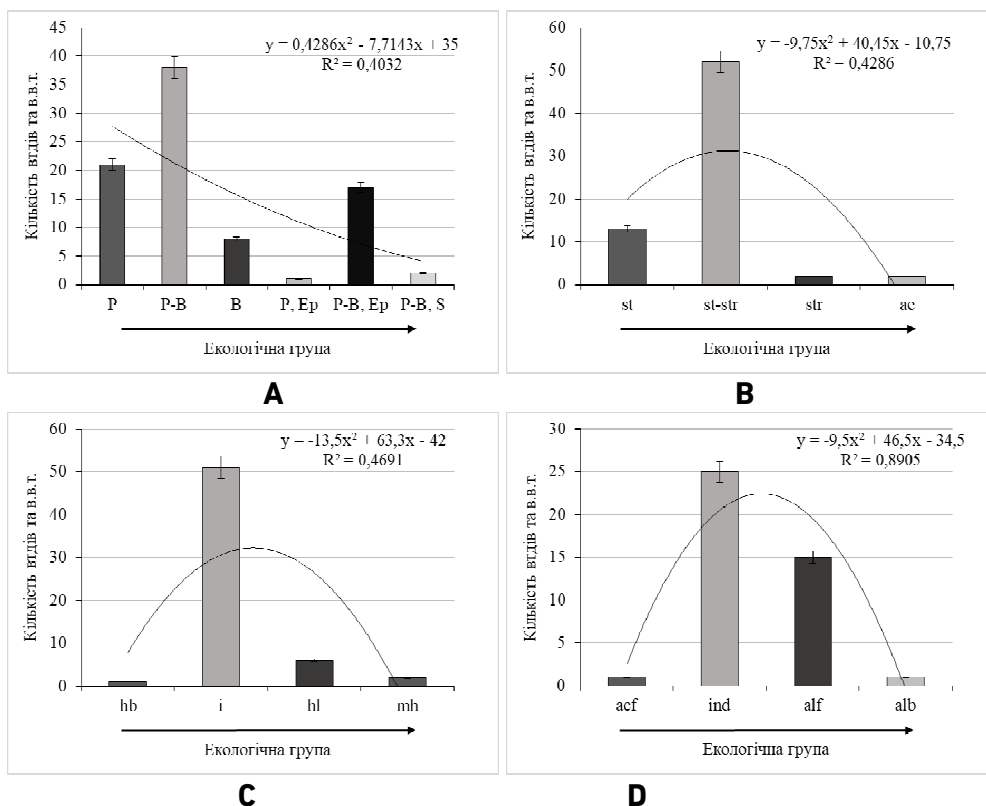 45
40
35
30
25
20
15
10
5
0
Кількість втдів та в.в.т.
y = 0,4286x² - 7,7143x + 35
R² = 0,4032
P P-B B P, Ep P-B, Ep P-B, S
Екологічна група
A
60
50
40
30
20
10
0
Кількість втдів та в.в.т.
y = -9,75x² + 40,45x - 10,75
R² = 0,4286
st st-str str ae
Екологічна група
B
60
50
40
30
20
10
0
Кількість втдів та в.в.т.
y = -13,5x² + 63,3x - 42
R² = 0,4691
hb i hl mh
Екологічна група
C
30
25
20
15
10
5
0
Кількість втдів та в.в.т.
y = -9,5x² + 46,5x - 34,5
R² = 0,8905
acf ind alf alb
Екологічна група
D